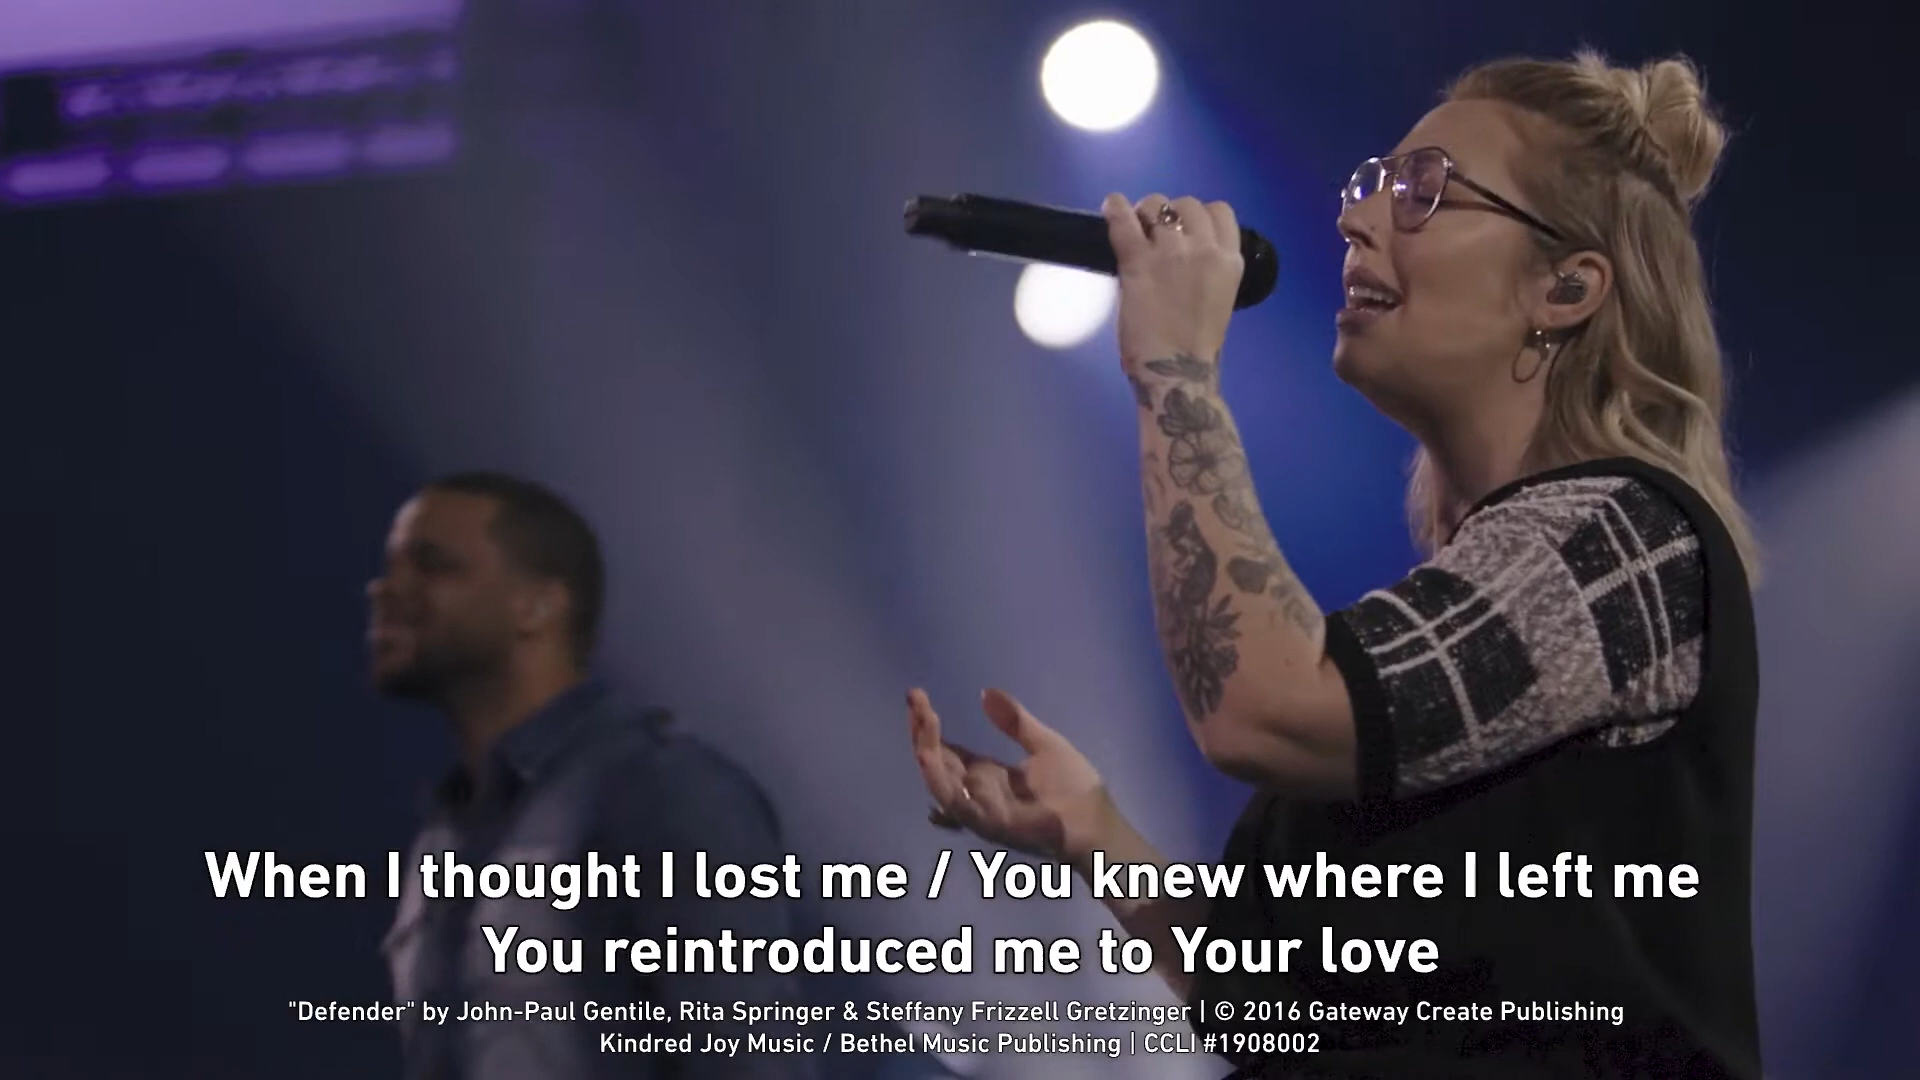 When I thought I lost me / You knew where I left me
You reintroduced me to Your love
"Defender" by John-Paul Gentile, Rita Springer & Steffany Frizzell Gretzinger | © 2016 Gateway Create Publishing
Kindred Joy Music / Bethel Music Publishing | CCLI #1908002